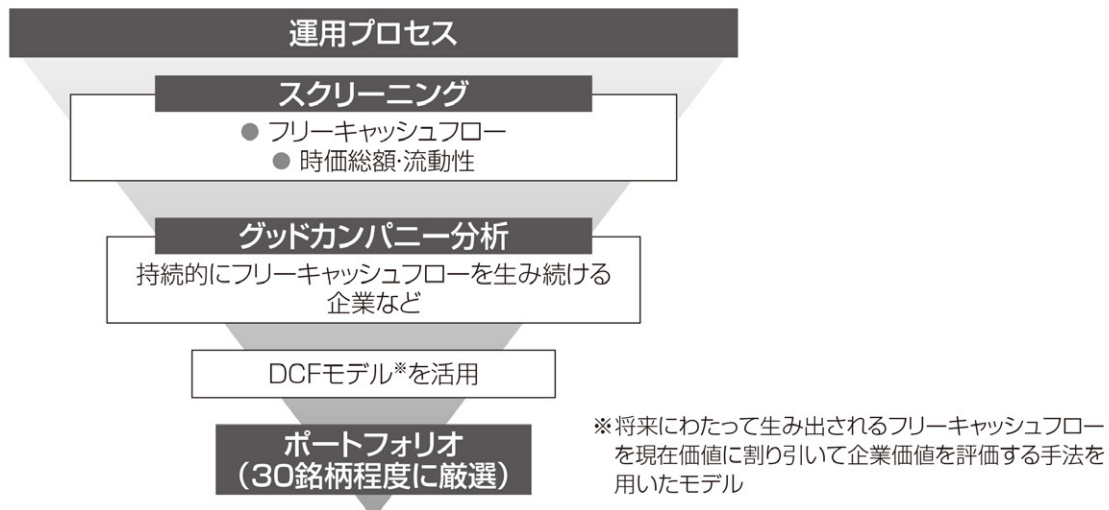 運用プロセス
スクリーニング
● フリーキャッシュフロー
● 時価総額・流動性
グッドカンパニー分析
持続的にフリーキャッシュフローを生み続ける
企業など
DCFモデル※を活用
ポートフォリオ
（30銘柄程度に厳選）
※将来にわたって生み出されるフリーキャッシュフロー
を現在価値に割り引いて企業価値を評価する手法を
用いたモデル